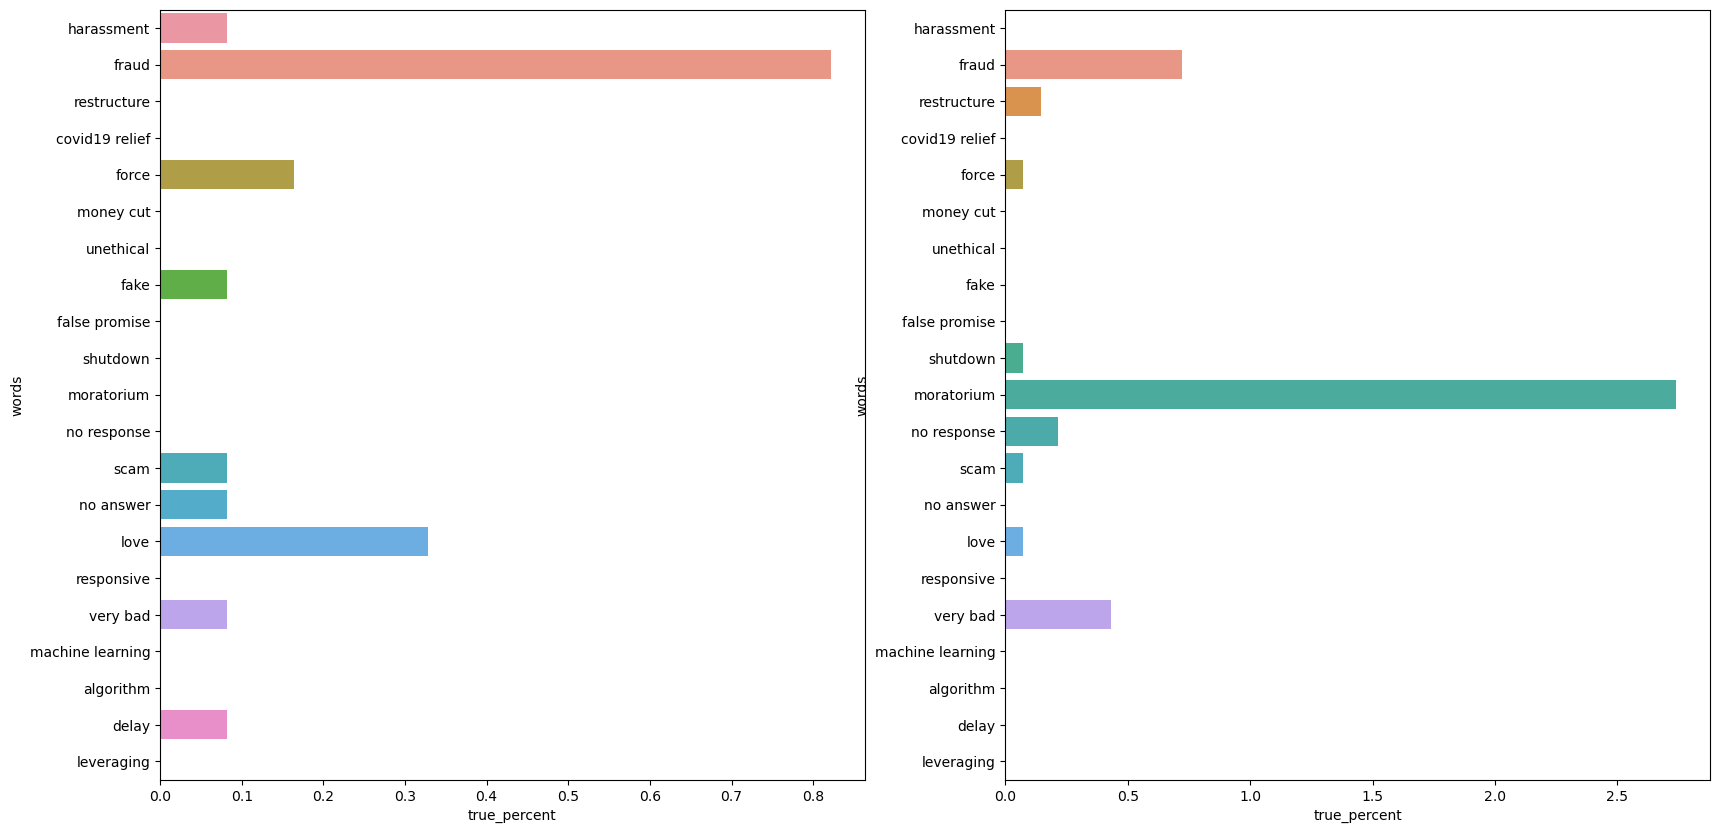 harassment
fraud
restructure
covid19 relief
force
money cut
unethical
fake
false promise
shutdown
moratorium
no response
scam
no answer
love
responsive
very bad
machine learning
algorithm
delay
leveraging
words
0.0 0.1 0.2 0.3 0.4 0.5 0.6 0.7 0.8
true_percent
harassment
fraud
restructure
covid19 relief
force
money cut
unethical
fake
false promise
shutdown
moratorium
no response
scam
no answer
love
responsive
very bad
machine learning
algorithm
delay
leveraging
words
0.0 0.5 1.0 1.5 2.0 2.5
true_percent